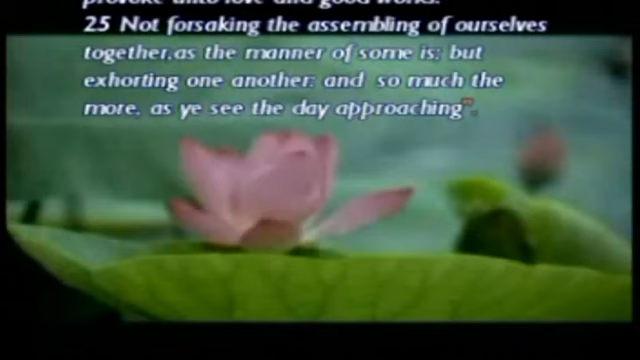 provoke unto love and good works.
25 Not forsaking the assembling of ourselves
together,as the manner of some is; but
exhorting one another: and so much the
more, as ye see the day approaching".